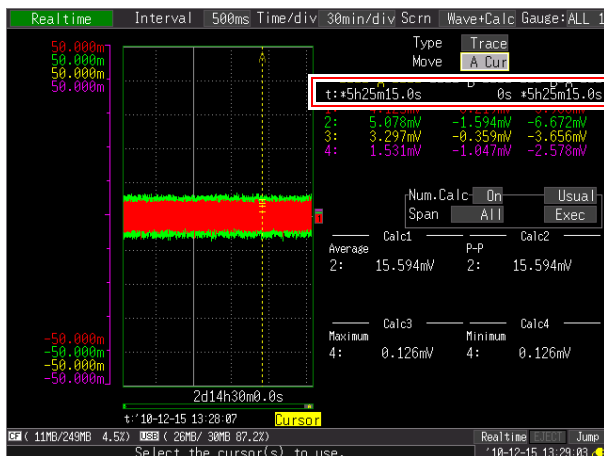 Realtime Interval 500ms Time/div 30min/div Scrn Wave+Calc Gauge:ALL 1
50.000m
50.000m
50.000m
50.000m
Type Trace
Move A Cur
t:*5h25m15.0s 0s *5h25m15.0s
2: 5.078mV -1.594mV -6.672mV
3: 3.297mV -0.359mV -3.656mV
4: 1.531mV -1.047mV -2.578mV
Num.Calc On Usual
Span All Exec
Calc1 Calc2
Average P-P
2: 15.594mV 2: 15.594mV
Calc3 Calc4
Maximum Minimum
4: 0.126mV 4: 0.126mV
-50.000m
-50.000m
-50.000m
-50.000m
A
1
2d14h30m0.0s
t:'10-12-15 13:28:07 Cursor
CF( 11MB/249MB 4.5%) USB( 26MB/ 30MB 87.2%) Realtime EJECT Jump
Select the cursor(s) to use. '10-12-15 13:29:03